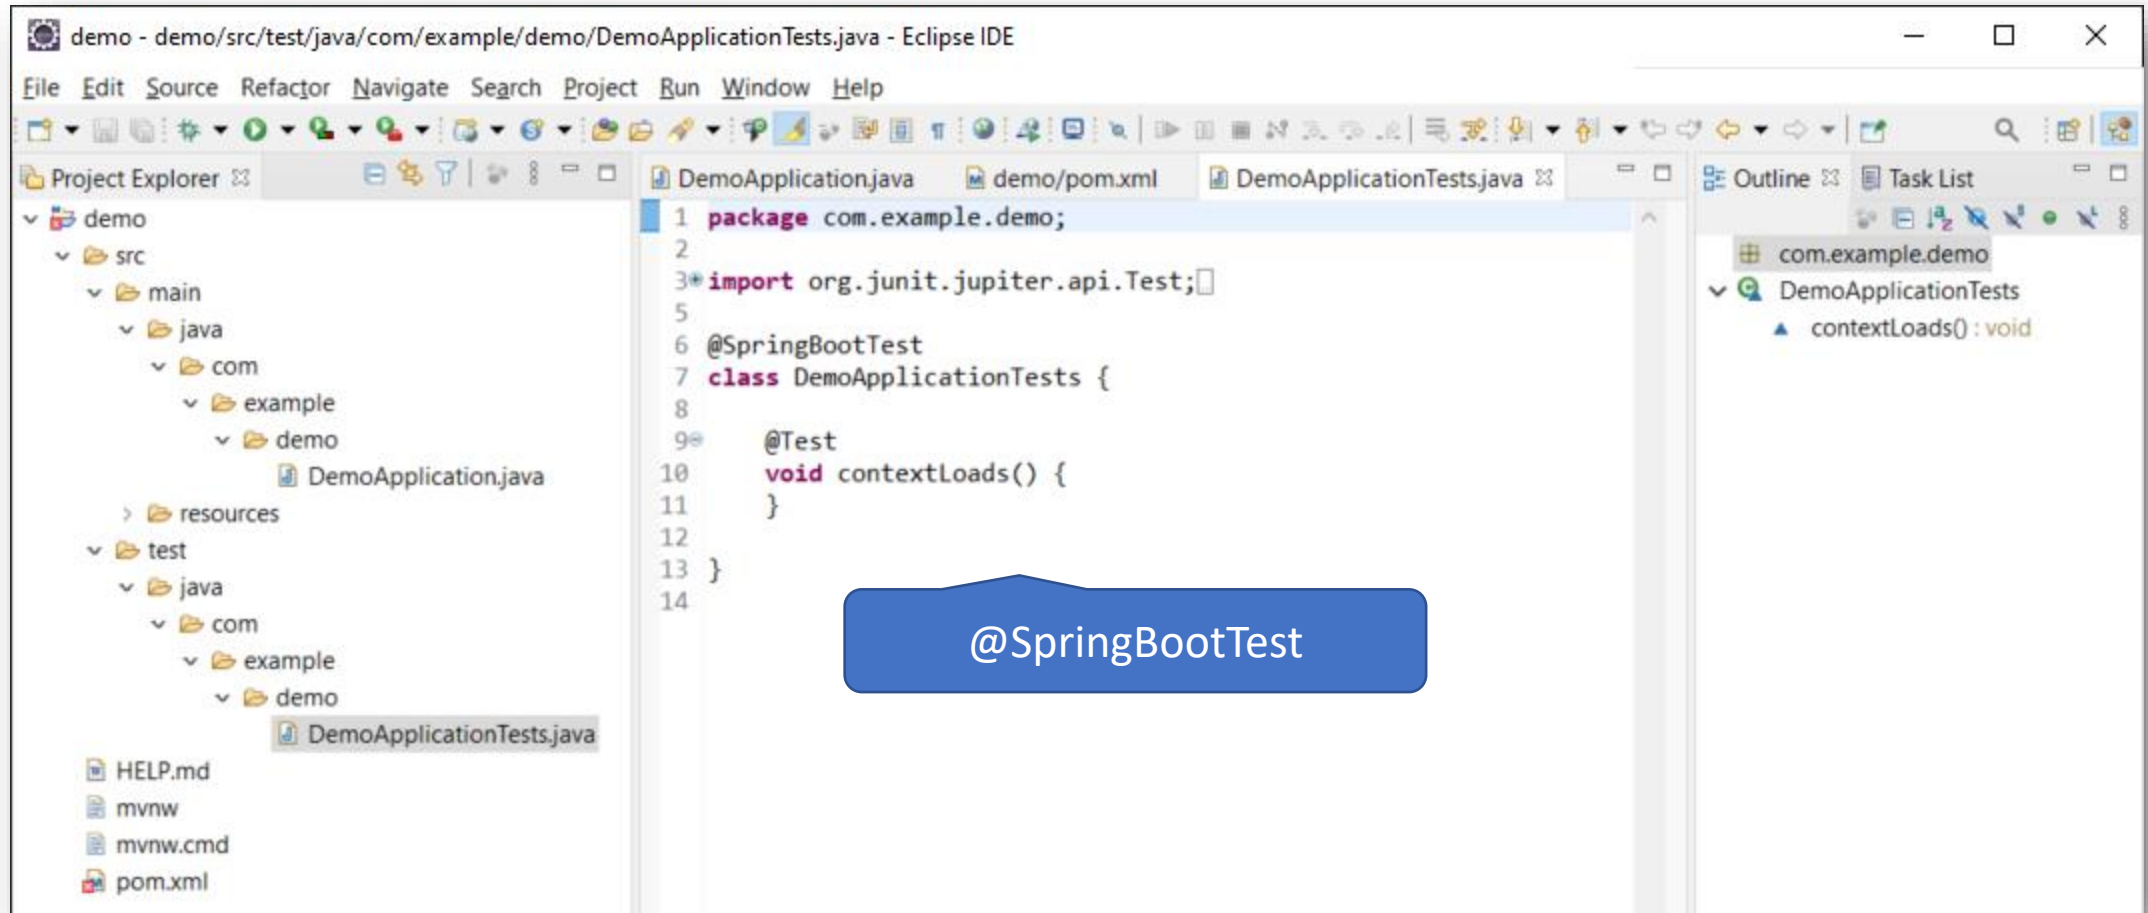 demo - demo/src/test/java/com/example/demo/DemoApplicationTests.java - Eclipse IDE
File Edit Source Refactor Navigate Search Project Run Window Help
Project Explorer
demo
src
main
java
com
example
demo
DemoApplication.java
resources
test
java
com
example
demo
DemoApplicationTests.java
HELP.md
mvnw
mvnw.cmd
pom.xml
DemoApplication.java demo/pom.xml DemoApplicationTests.java
1 package com.example.demo;
2
3 import org.junit.jupiter.api.Test;
5
6 @SpringBootTest
7 class DemoApplicationTests {
8
9 @Test
10 void contextLoads() {
11 }
12
13 }
14
@SpringBootTest
Outline Task List
com.example.demo
DemoApplicationTests
contextLoads() : void